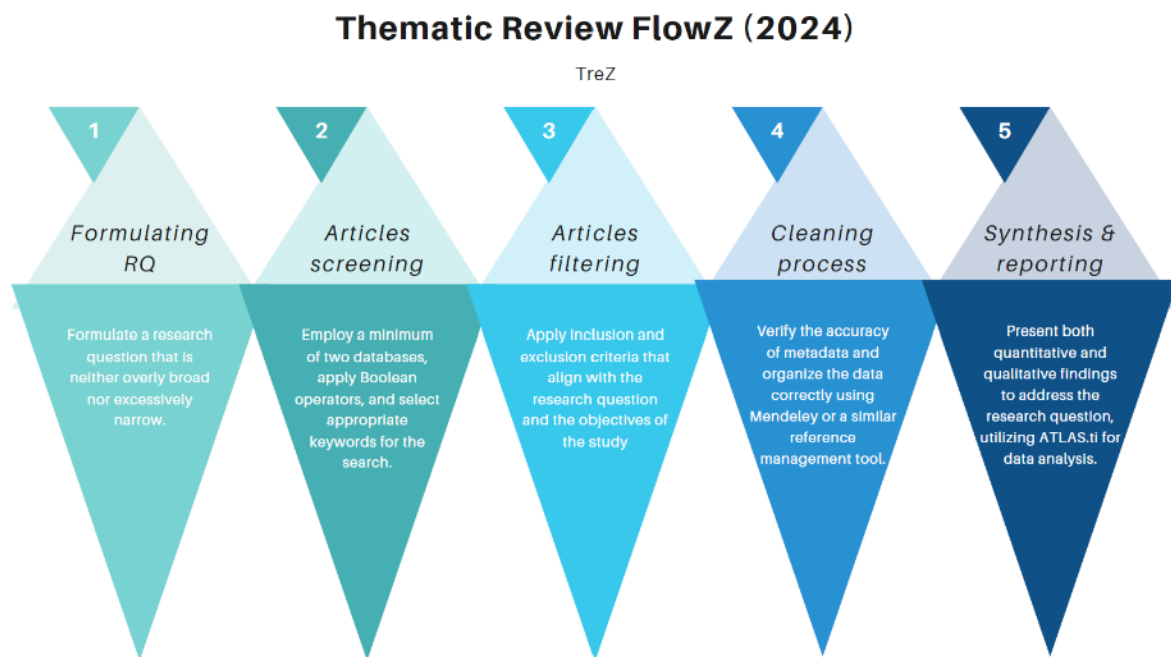 Thematic Review FlowZ (2024)
TreZ
1
Formulating
RQ
Formulate a research
question that is
neither overly broad
nor excessively
narrow.
2
Articles
screening
Employ a minimum
of two databases,
apply Boolean
operators, and select
appropriate
keywords for the
search.
3
Articles
filtering
Apply inclusion and
exclusion criteria that
align with the
research question
and the objectives of
the study
4
Cleaning
process
Verify the accuracy
of metadata and
organize the data
correctly using
Mendeley or a similar
reference
management tool.
5
Synthesis &
reporting
Present both
quantitative and
qualitative findings
to address the
research question,
utilizing ATLAS.ti for
data analysis.